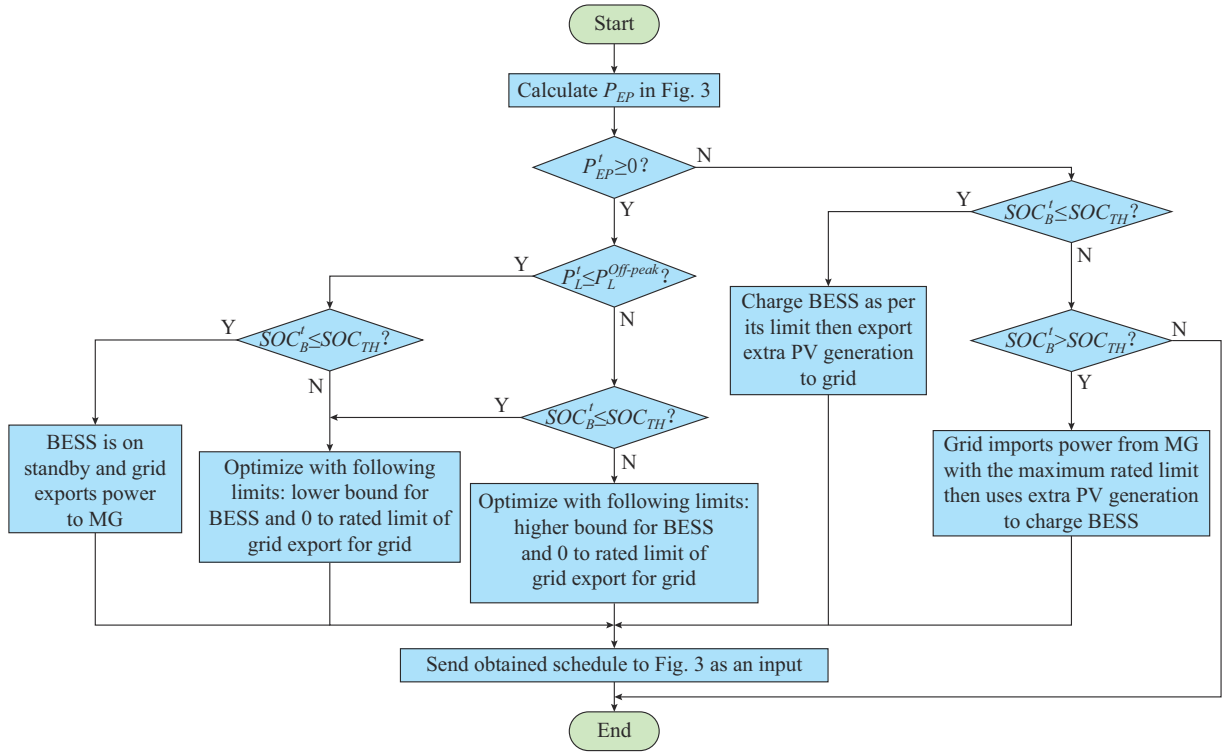 Start
Calculate P_EP in Fig. 3
P^t_EP≥0?
N
Y
SOC^t_B≤SOC_TH?
Y
N
P^t_L≤P^Off-peak_L?
Y
N
Charge BESS as per
its limit then export
extra PV generation
to grid
SOC^t_B>SOC_TH?
N
Y
SOC^t_B≤SOC_TH?
Y
N
SOC^t_B≤SOC_TH?
Y
N
BESS is on
standby and grid
exports power
to MG
Optimize with following
limits: lower bound for
BESS and 0 to rated limit of
grid export for grid
Optimize with following limits:
higher bound for BESS
and 0 to rated limit of
grid export for grid
Grid imports power from MG
with the maximum rated limit
then uses extra PV generation
to charge BESS
Send obtained schedule to Fig. 3 as an input
End